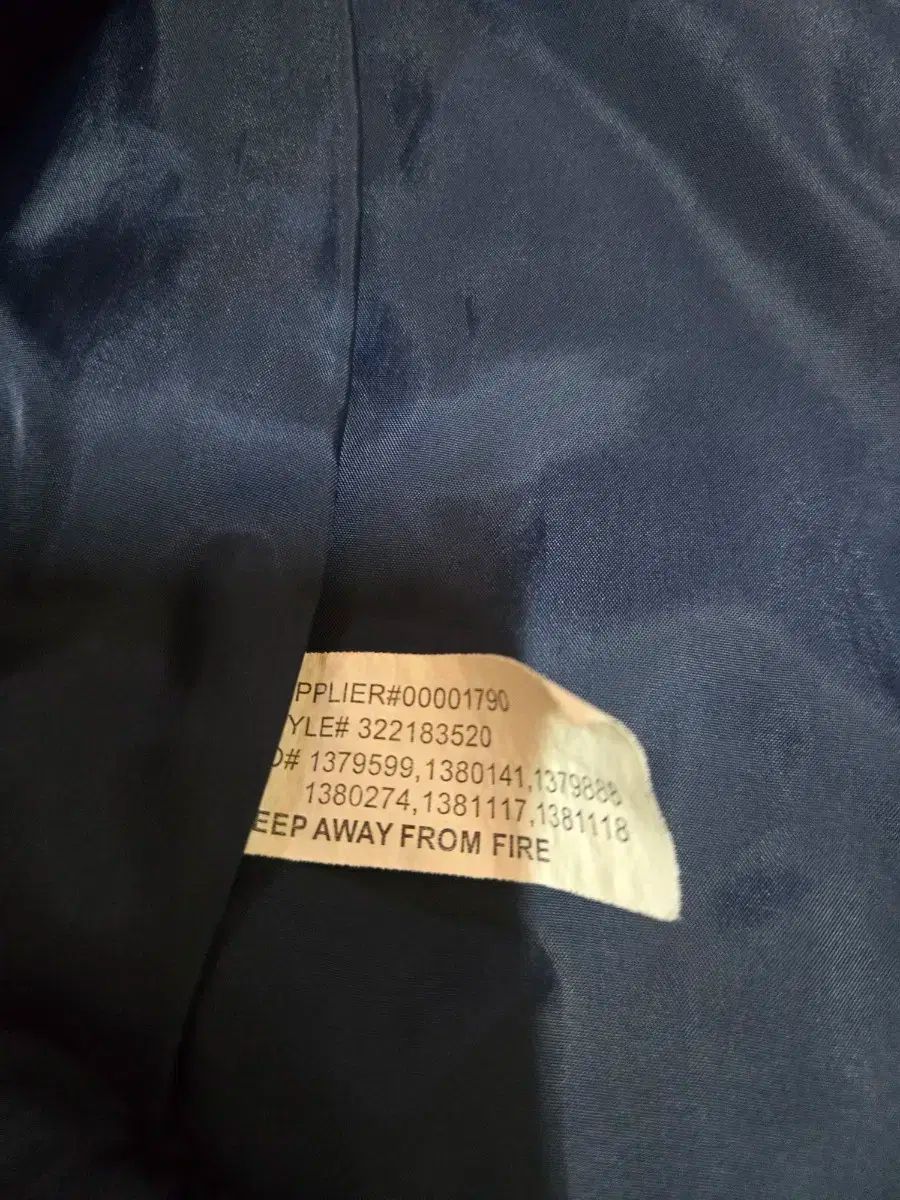 PPLIER#00001790
YLE# 322183520
O# 1379599,1380141,1379888
1380274,1381117,1381118
EEP AWAY FROM FIRE